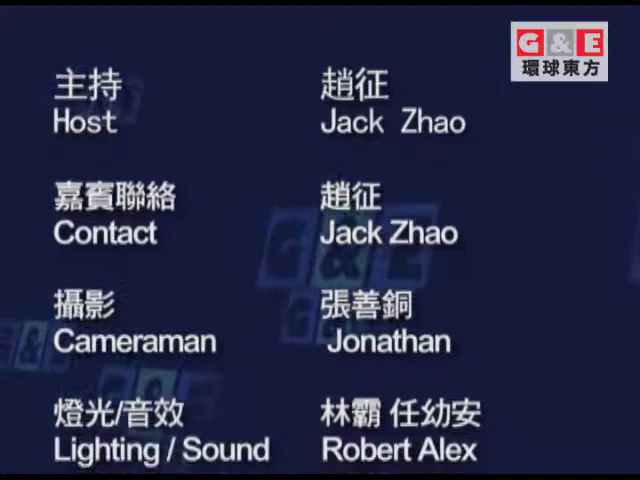 G&E
環球東方
主持 趙征
Host Jack Zhao
嘉賓聯絡 趙征
Contact Jack Zhao
攝影 張善銅
Cameraman Jonathan
燈光/音效 林霸 任幼安
Lighting / Sound Robert Alex
G&E